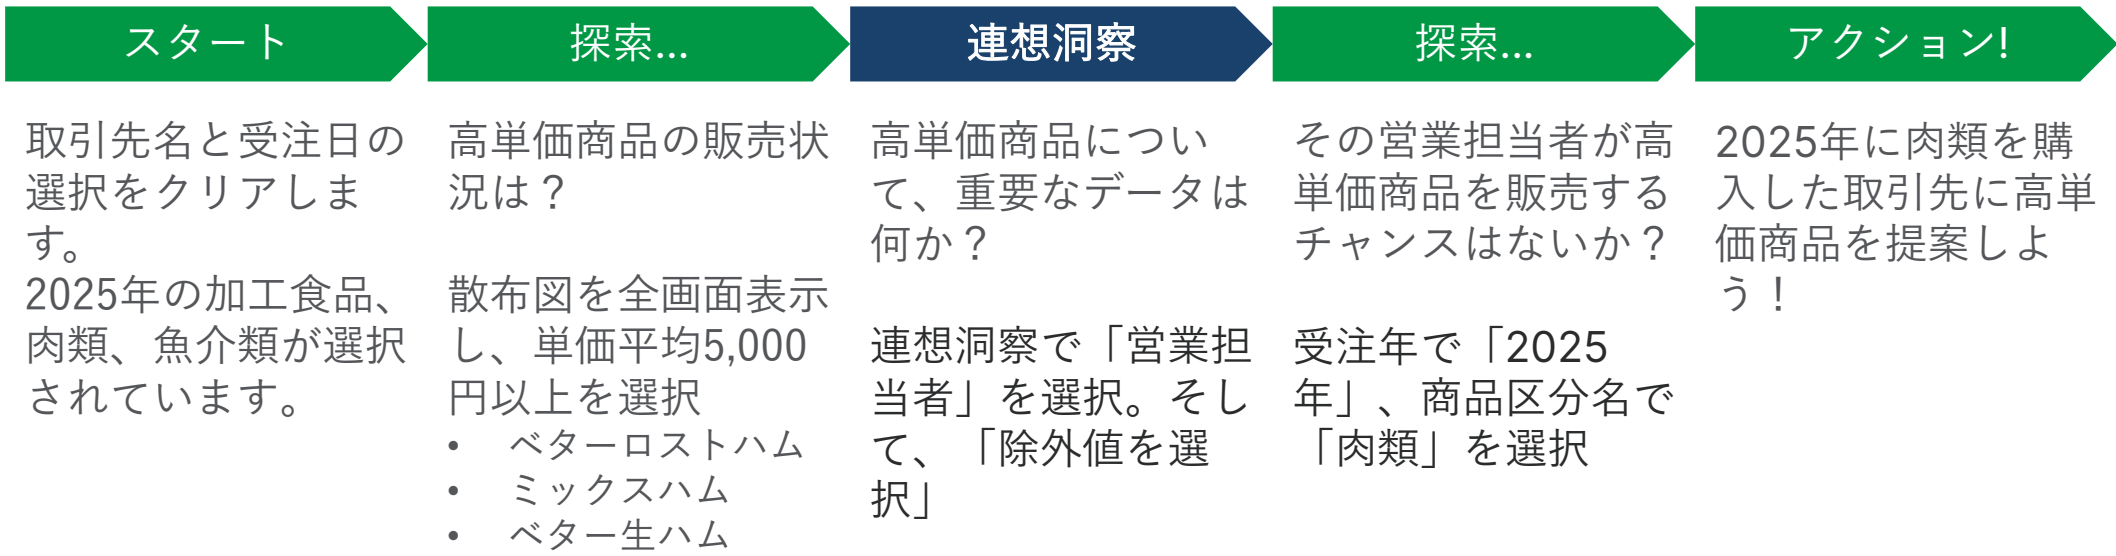 スタート
探索...
連想洞察
探索...
アクション!
取引先名と受注日の
選択をクリアしま
す。
2025年の加工食品、
肉類、魚介類が選択
されています。
高単価商品の販売状
況は？
散布図を全画面表示
し、単価平均5,000
円以上を選択
• ベターロストハム
• ミックスハム
• ベター生ハム
高単価商品につい
て、重要なデータは
何か？
連想洞察で「営業担
当者」を選択。そし
て、「除外値を選
択」
その営業担当者が高
単価商品を販売する
チャンスはないか？
受注年で「2025
年」、商品区分名で
「肉類」を選択
2025年に肉類を購
入した取引先に高単
価商品を提案しよ
う！